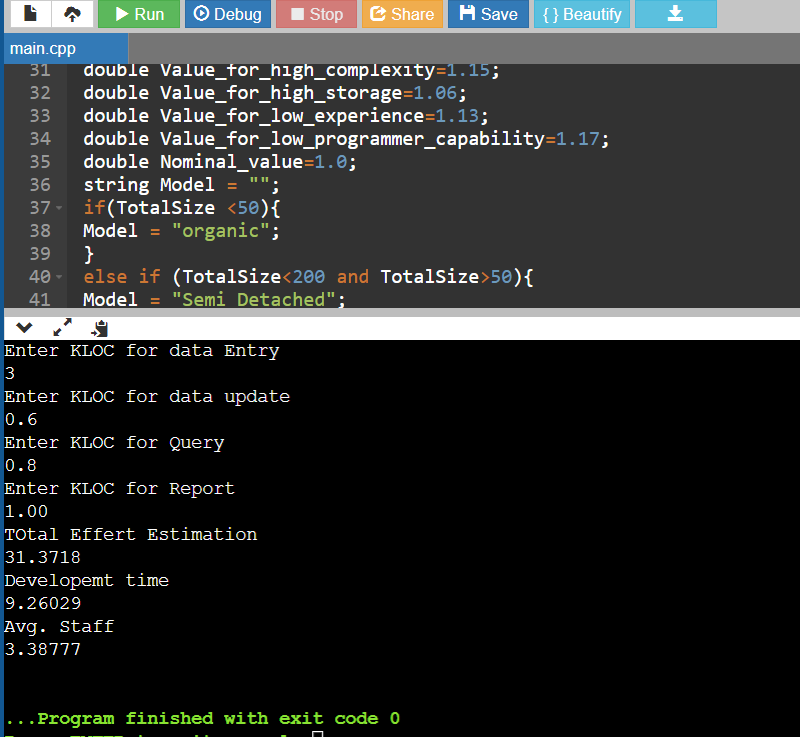 Run Debug Stop Share Save { } Beautify
main.cpp
31 double Value_for_high_complexity=1.15;
32 double Value_for_high_storage=1.06;
33 double Value_for_low_experience=1.13;
34 double Value_for_low_programmer_capability=1.17;
35 double Nominal_value=1.0;
36 string Model = "";
37 if(TotalSize <50){
38 Model = "organic";
39 }
40 else if (TotalSize<200 and TotalSize>50){
41 Model = "Semi Detached";
Enter KLOC for data Entry
3
Enter KLOC for data update
0.6
Enter KLOC for Query
0.8
Enter KLOC for Report
1.00
TOtal Effert Estimation
31.3718
Developemt time
9.26029
Avg. Staff
3.38777
...Program finished with exit code 0